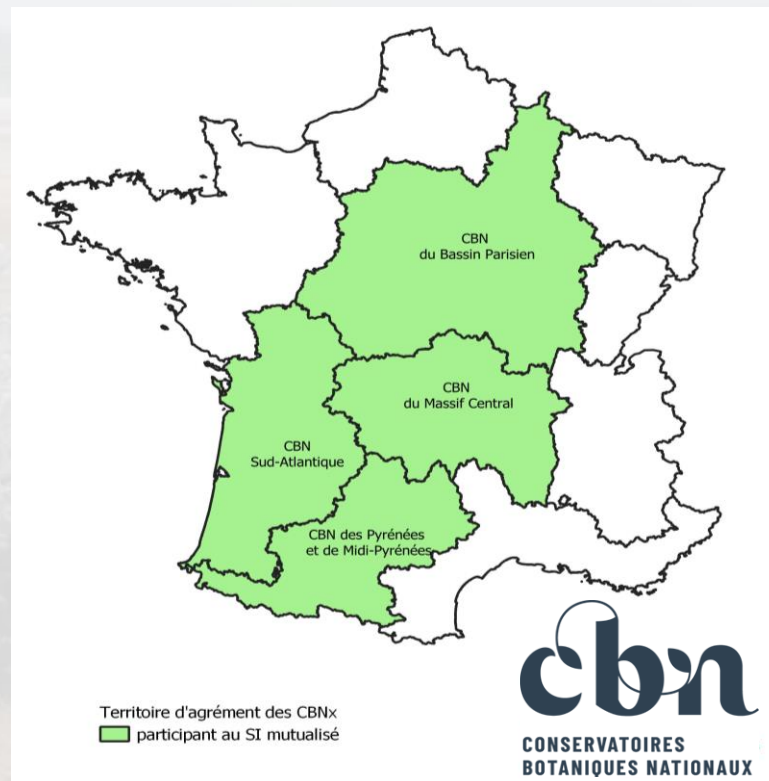 CBN
du Bassin Parisien
CBN
du Massif Central
CBN
Sud-Atlantique
CBN des Pyrénées
et de Midi-Pyrénées
Territoire d'agrément des CBNx
participant au SI mutualisé
cbn
CONSERVATOIRES
BOTANIQUES NATIONAUX